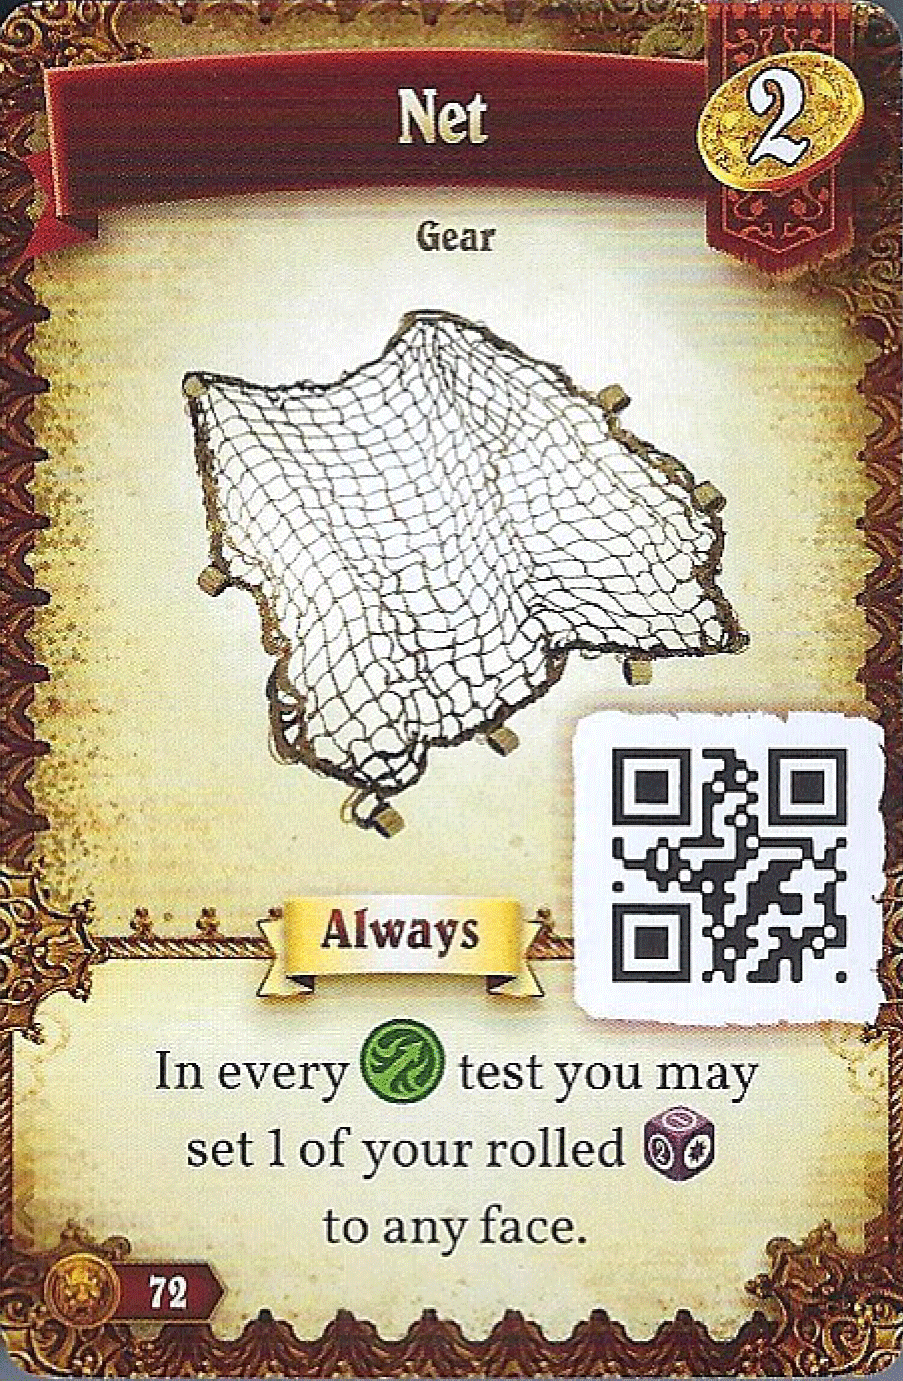 Net
2
Gear
Always
In every test you may
set 1 of your rolled
to any face.
72